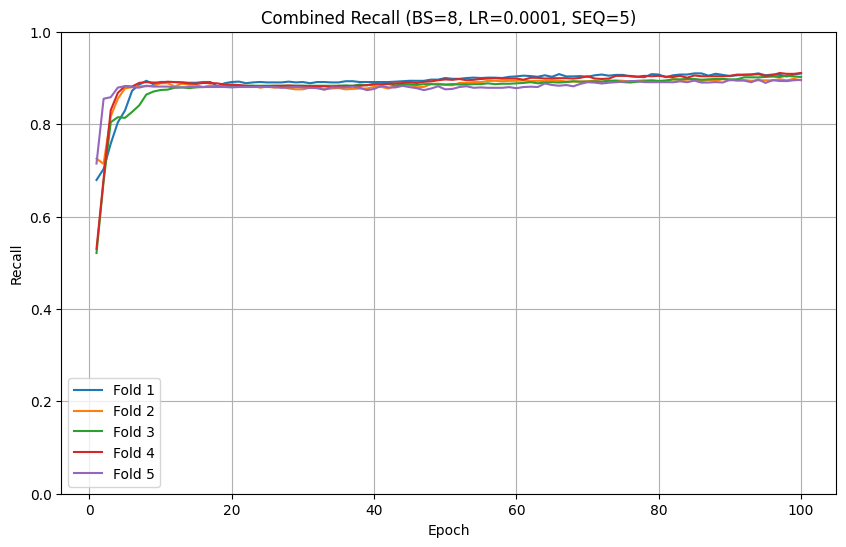 Combined Recall (BS=8, LR=0.0001, SEQ=5)
Recall
1.0
0.8
0.6
0.4
0.2
0.0
Fold 1
Fold 2
Fold 3
Fold 4
Fold 5
0 20 40 60 80 100
Epoch